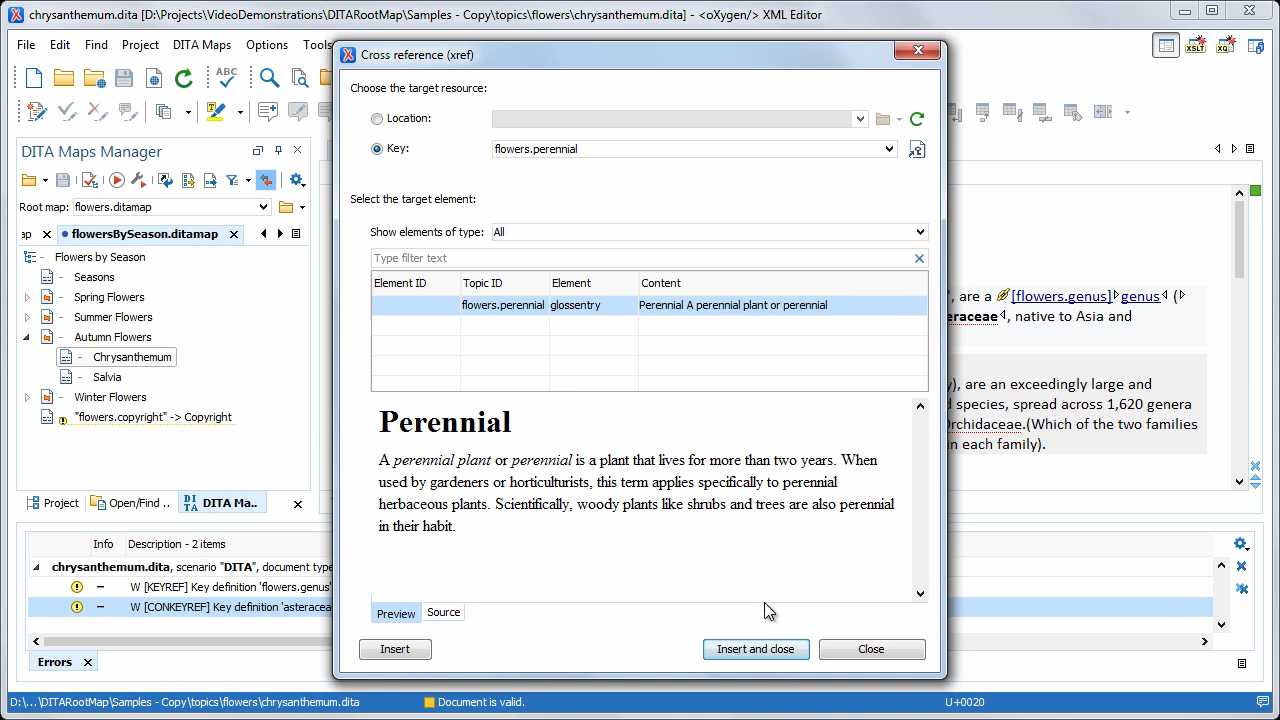 chrysanthemum.dita [D:\Projects\VideoDemonstrations\DITARootMap\Samples - Copy\topics\flowers\chrysanthemum.dita] - <oXygen/> XML Editor
File Edit Find Project DITA Maps Options Tools
Cross reference (xref)
Choose the target resource:
Location:
Key: flowers.perennial
Select the target element:
Show elements of type: All
Type filter text
Element ID Topic ID Element Content
flowers.perennial glossentry Perennial A perennial plant or perennial
Perennial
A perennial plant or perennial is a plant that lives for more than two years. When
used by gardeners or horticulturists, this term applies specifically to perennial
herbaceous plants. Scientifically, woody plants like shrubs and trees are also perennial
in their habit.
Preview Source
Insert Insert and close Close
DITA Maps Manager
Root map: flowers.ditamap
ap flowersBySeason.ditamap
Flowers by Season
Seasons
Spring Flowers
Summer Flowers
Autumn Flowers
Chrysanthemum
Salvia
Winter Flowers
"flowers.copyright" -> Copyright
Project Open/Find .. DITA Ma..
, are a [flowers.genus] genus (
eraceae, native to Asia and
), are an exceedingly large and
d species, spread across 1,620 genera
rchidaceae.(Which of the two families
in each family).
Info Description - 2 items
chrysanthemum.dita, scenario "DITA", document type
W [KEYREF] Key definition 'flowers.genus'
W [CONKEYREF] Key definition 'asteracea
Errors
D:\...\DITARootMap\Samples - Copy\topics\flowers\chrysanthemum.dita Document is valid. U+0020